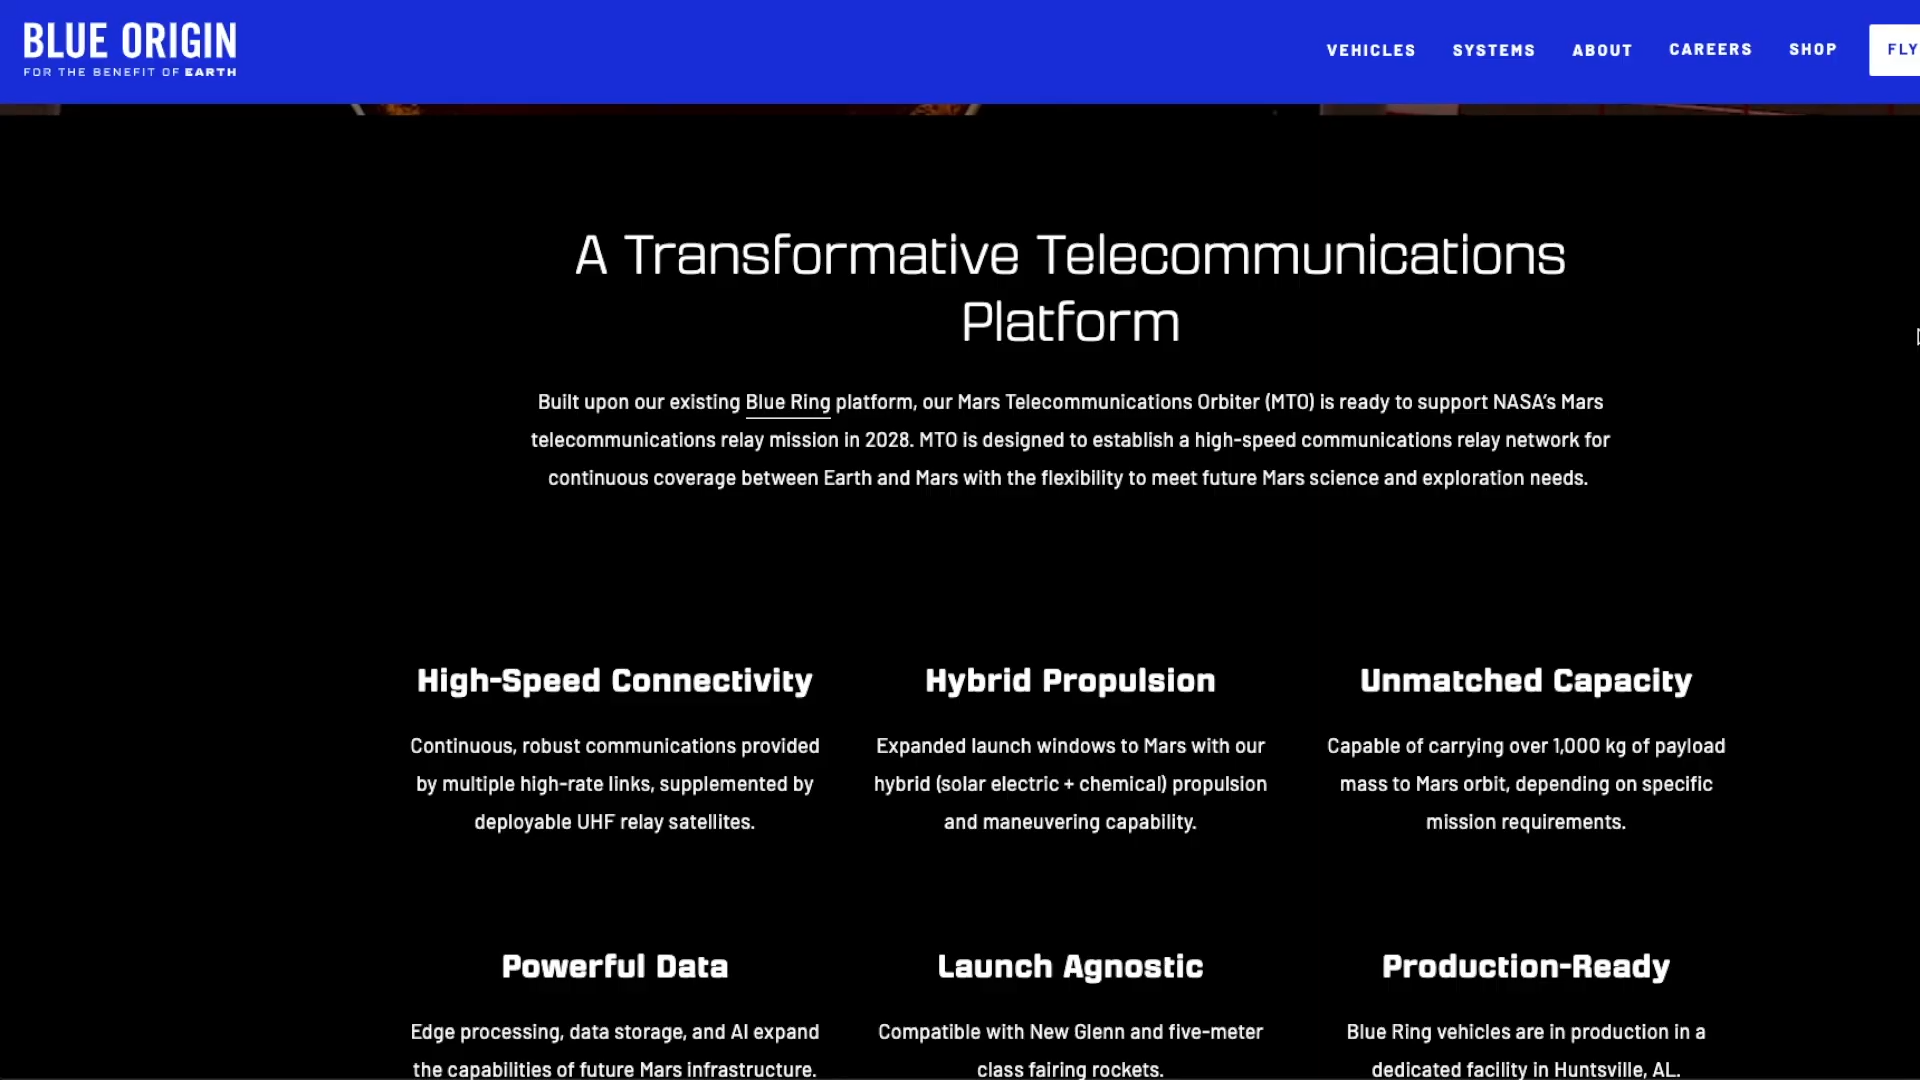 BLUE ORIGIN
FOR THE BENEFIT OF EARTH
VEHICLES SYSTEMS ABOUT CAREERS SHOP FLY
A Transformative Telecommunications
Platform
Built upon our existing Blue Ring platform, our Mars Telecommunications Orbiter (MTO) is ready to support NASA's Mars
telecommunications relay mission in 2028. MTO is designed to establish a high-speed communications relay network for
continuous coverage between Earth and Mars with the flexibility to meet future Mars science and exploration needs.
High-Speed Connectivity
Continuous, robust communications provided
by multiple high-rate links, supplemented by
deployable UHF relay satellites.
Hybrid Propulsion
Expanded launch windows to Mars with our
hybrid (solar electric + chemical) propulsion
and maneuvering capability.
Unmatched Capacity
Capable of carrying over 1,000 kg of payload
mass to Mars orbit, depending on specific
mission requirements.
Powerful Data
Edge processing, data storage, and AI expand
the capabilities of future Mars infrastructure.
Launch Agnostic
Compatible with New Glenn and five-meter
class fairing rockets.
Production-Ready
Blue Ring vehicles are in production in a
dedicated facility in Huntsville, AL.